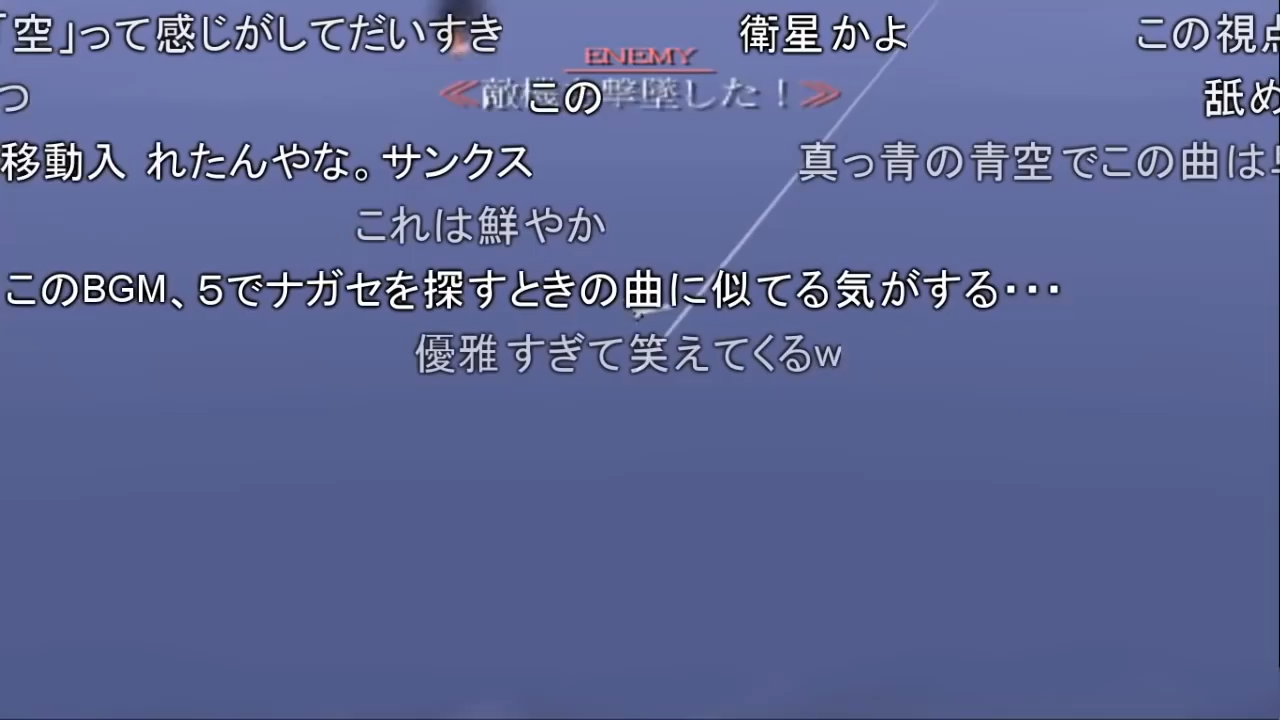 「空」って感じがしてだいすき
衛星かよ
この視点
ENEMY
≪敵機を撃墜した！≫
つ
この
舐め
移動入 れたんやな。サンクス
真っ青の青空でこの曲は
これは鮮やか
このBGM、５でナガセを探すときの曲に似てる気がする・・・
優雅すぎて笑えてくるw